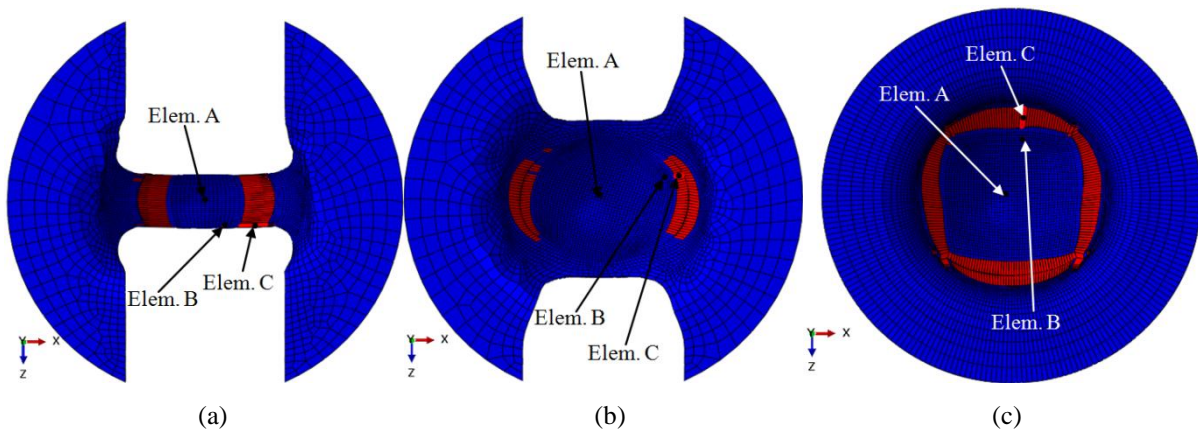 Elem. A
Elem. B
Elem. C
Y X
Z
(a)
Elem. A
Elem. B
Elem. C
Y X
Z
(b)
Elem. C
Elem. A
Elem. B
Y X
Z
(c)